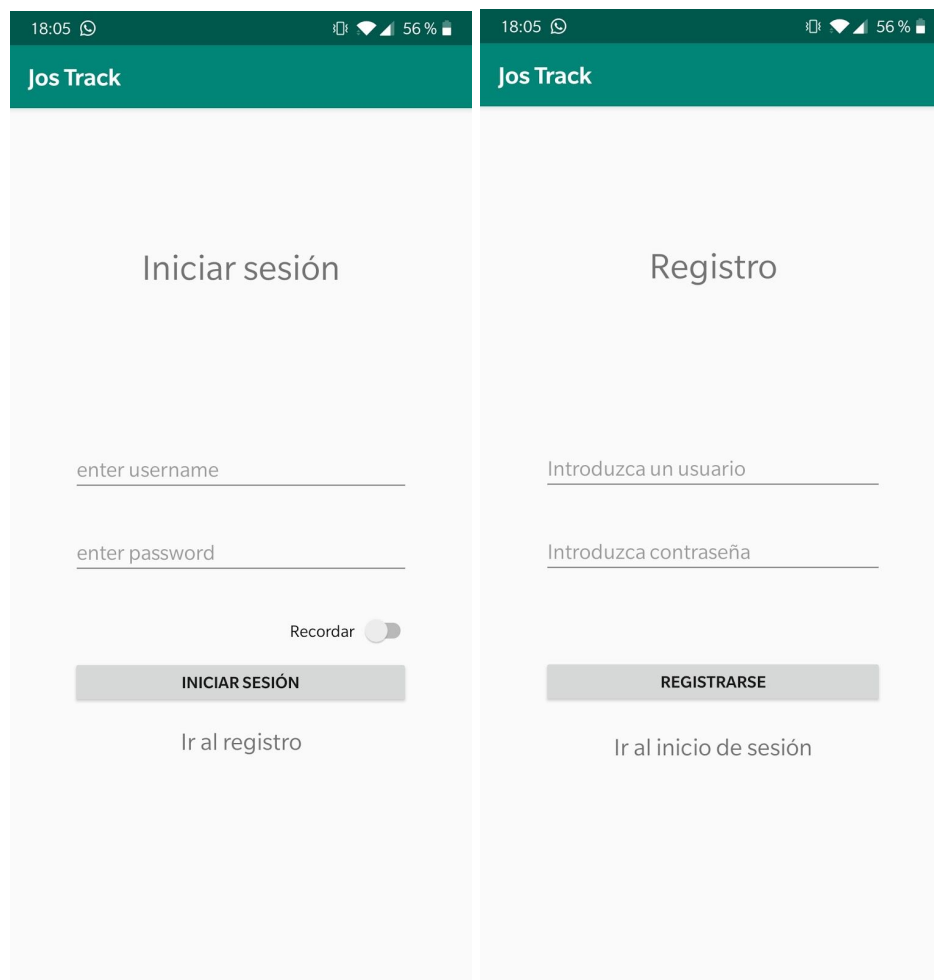 18:05 56 %
Jos Track
Iniciar sesión
enter username
enter password
Recordar
INICIAR SESIÓN
Ir al registro
18:05 56 %
Jos Track
Registro
Introduzca un usuario
Introduzca contraseña
REGISTRARSE
Ir al inicio de sesión